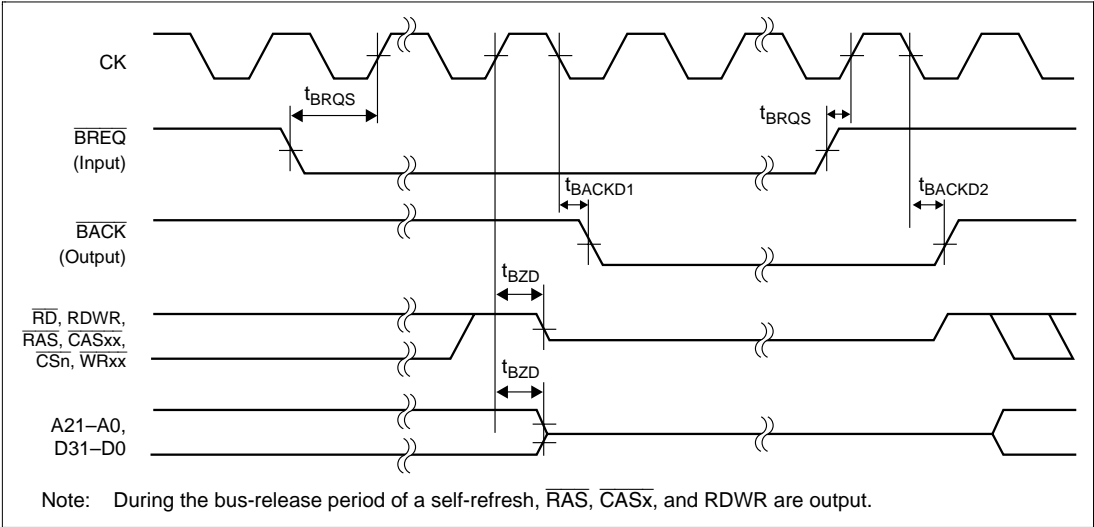 CK
tBRQS
tBRQS
BREQ
(Input)
tBACKD1
tBACKD2
BACK
(Output)
tBZD
RD, RDWR,
RAS, CASxx,
CSn, WRxx
tBZD
A21–A0,
D31–D0
Note: During the bus-release period of a self-refresh, RAS, CASx, and RDWR are output.